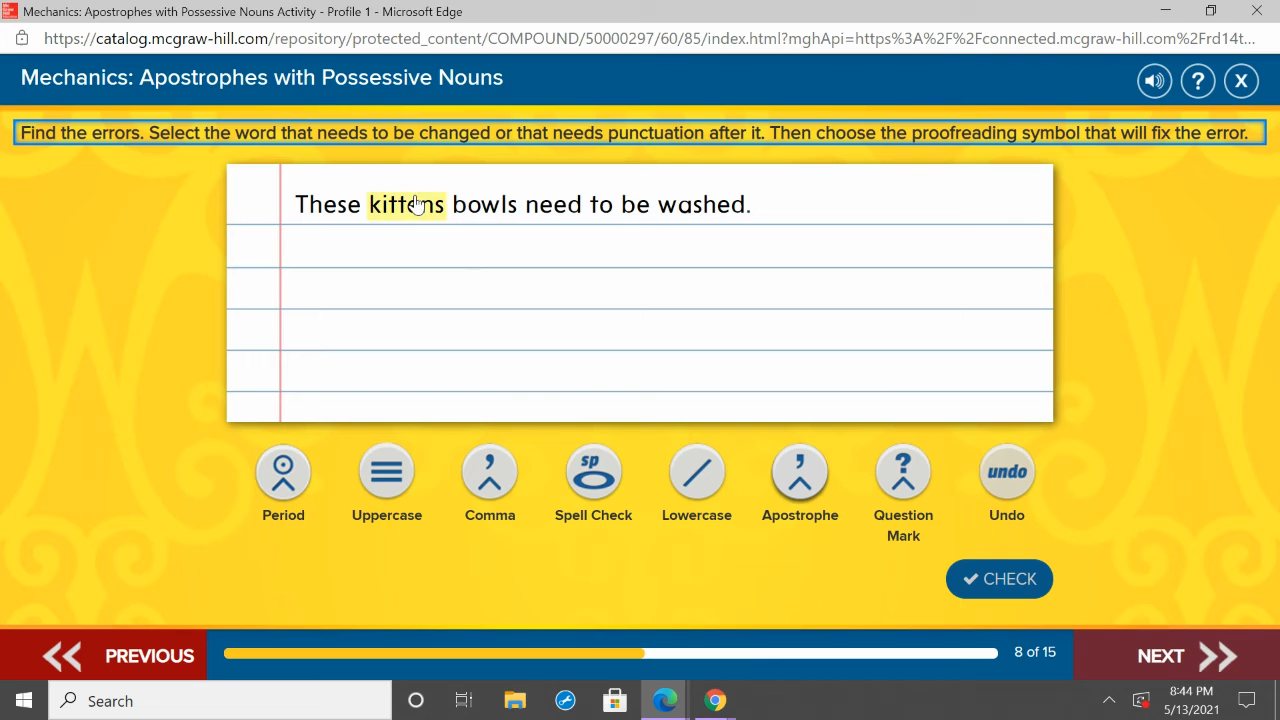 Mechanics: Apostrophes with Possessive Nouns Activity - Profile 1 - Microsoft Edge
https://catalog.mcgraw-hill.com/repository/protected_content/COMPOUND/50000297/60/85/index.html?mghApi=https%3A%2F%2Fconnected.mcgraw-hill.com%2Frd14t...
Mechanics: Apostrophes with Possessive Nouns
?
X
Find the errors. Select the word that needs to be changed or that needs punctuation after it. Then choose the proofreading symbol that will fix the error.
These kittens bowls need to be washed.
sp
undo
Period
Uppercase
Comma
Spell Check
Lowercase
Apostrophe
Question
Mark
Undo
CHECK
PREVIOUS
8 of 15
NEXT
Search
8:44 PM
5/13/2021